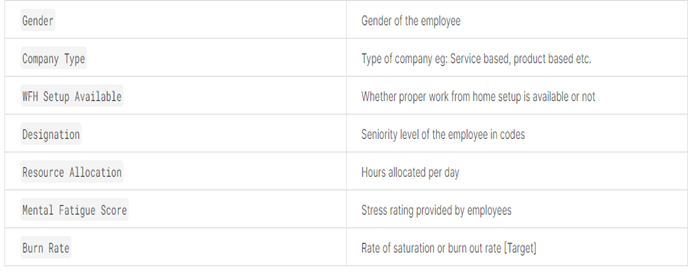 Gender Gender of the employee
Company Type Type of company eg: Service based, product based etc.
WFH Setup Available Whether proper work from home setup is available or not
Designation Seniority level of the employee in codes
Resource Allocation Hours allocated per day
Mental Fatigue Score Stress rating provided by employees
Burn Rate Rate of saturation or burn out rate [Target]